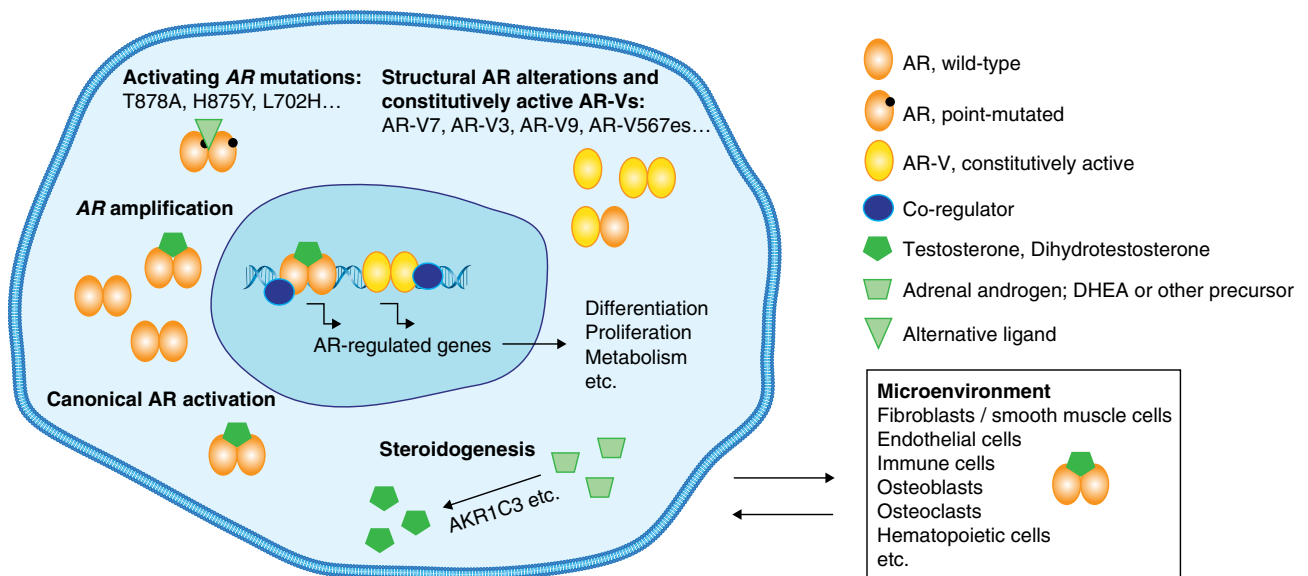 Activating AR mutations:
T878A, H875Y, L702H…
Structural AR alterations and
constitutively active AR-Vs:
AR-V7, AR-V3, AR-V9, AR-V567es…
AR amplification
Canonical AR activation
AR-regulated genes
Differentiation
Proliferation
Metabolism
etc.
Steroidogenesis
AKR1C3 etc.
AR, wild-type
AR, point-mutated
AR-V, constitutively active
Co-regulator
Testosterone, Dihydrotestosterone
Adrenal androgen; DHEA or other precursor
Alternative ligand
Microenvironment
Fibroblasts / smooth muscle cells
Endothelial cells
Immune cells
Osteoblasts
Osteoclasts
Hematopoietic cells
etc.